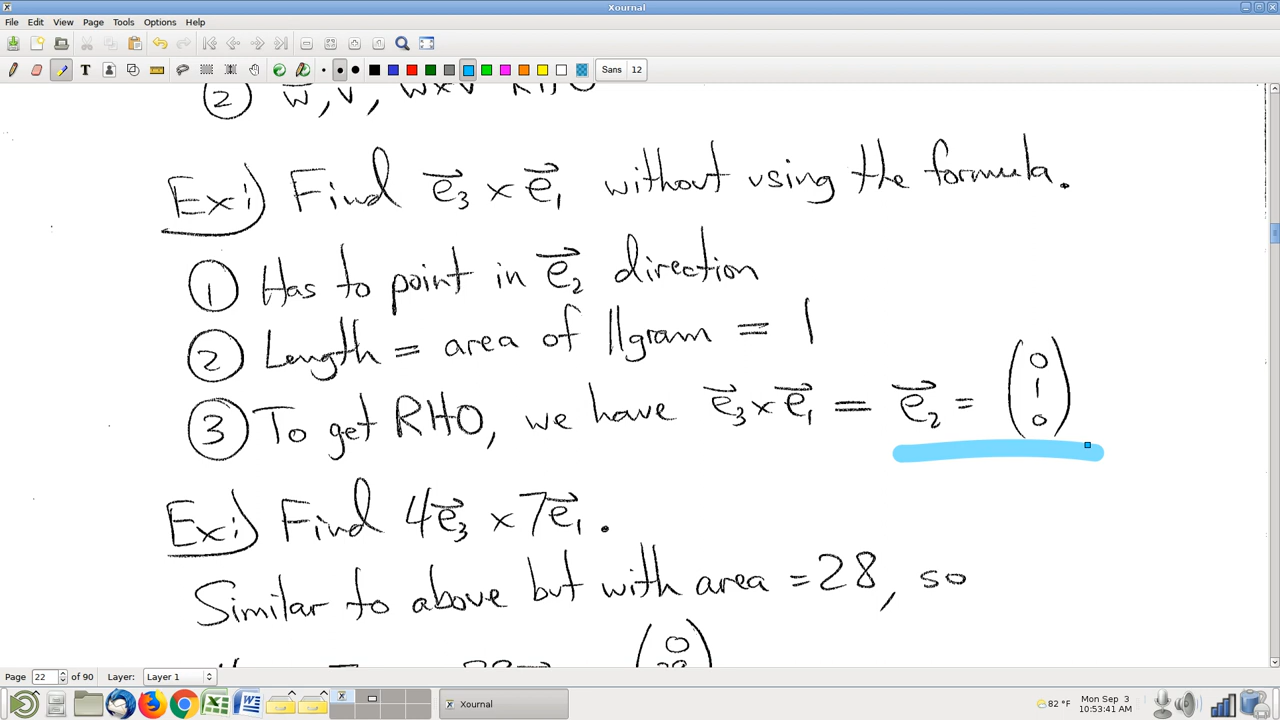 Xournal
File Edit View Page Tools Options Help
Sans 12
② w, v, w×v RHO
Ex:) Find e⃗₃ × e⃗₁ without using the formula.
① Has to point in e⃗₂ direction
② Length = area of ||gram = 1
③ To get RHO, we have e⃗₃×e⃗₁ = e⃗₂ = (0 1 0)
Ex:) Find 4e⃗₃ × 7e⃗₁.
Similar to above but with area = 28, so
0
Page 22 of 90 Layer: Layer 1
Xournal
82 °F
Mon Sep 3
10:53:41 AM